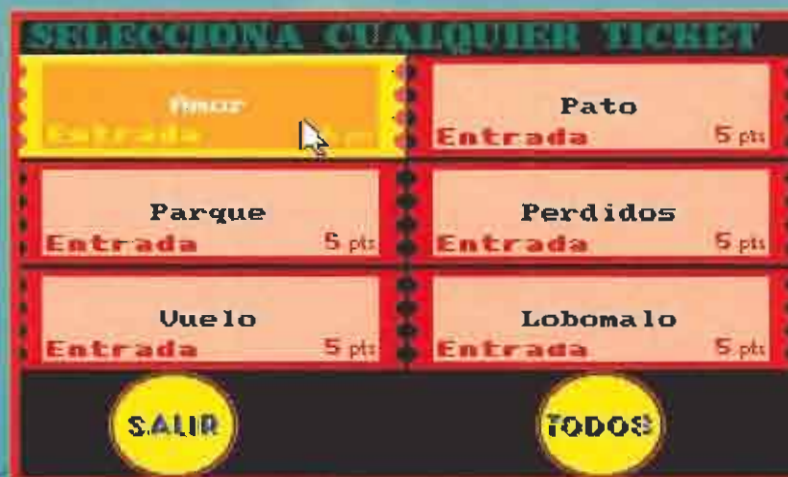 SELECCIONA CUALQUIER TICKET
Amor
Entrada
Pato
Entrada 5 pts
Parque
Entrada 5 pts
Perdidos
Entrada 5 pts
Vuelo
Entrada 5 pts
Lobomalo
Entrada 5 pts
SALIR
TODOS